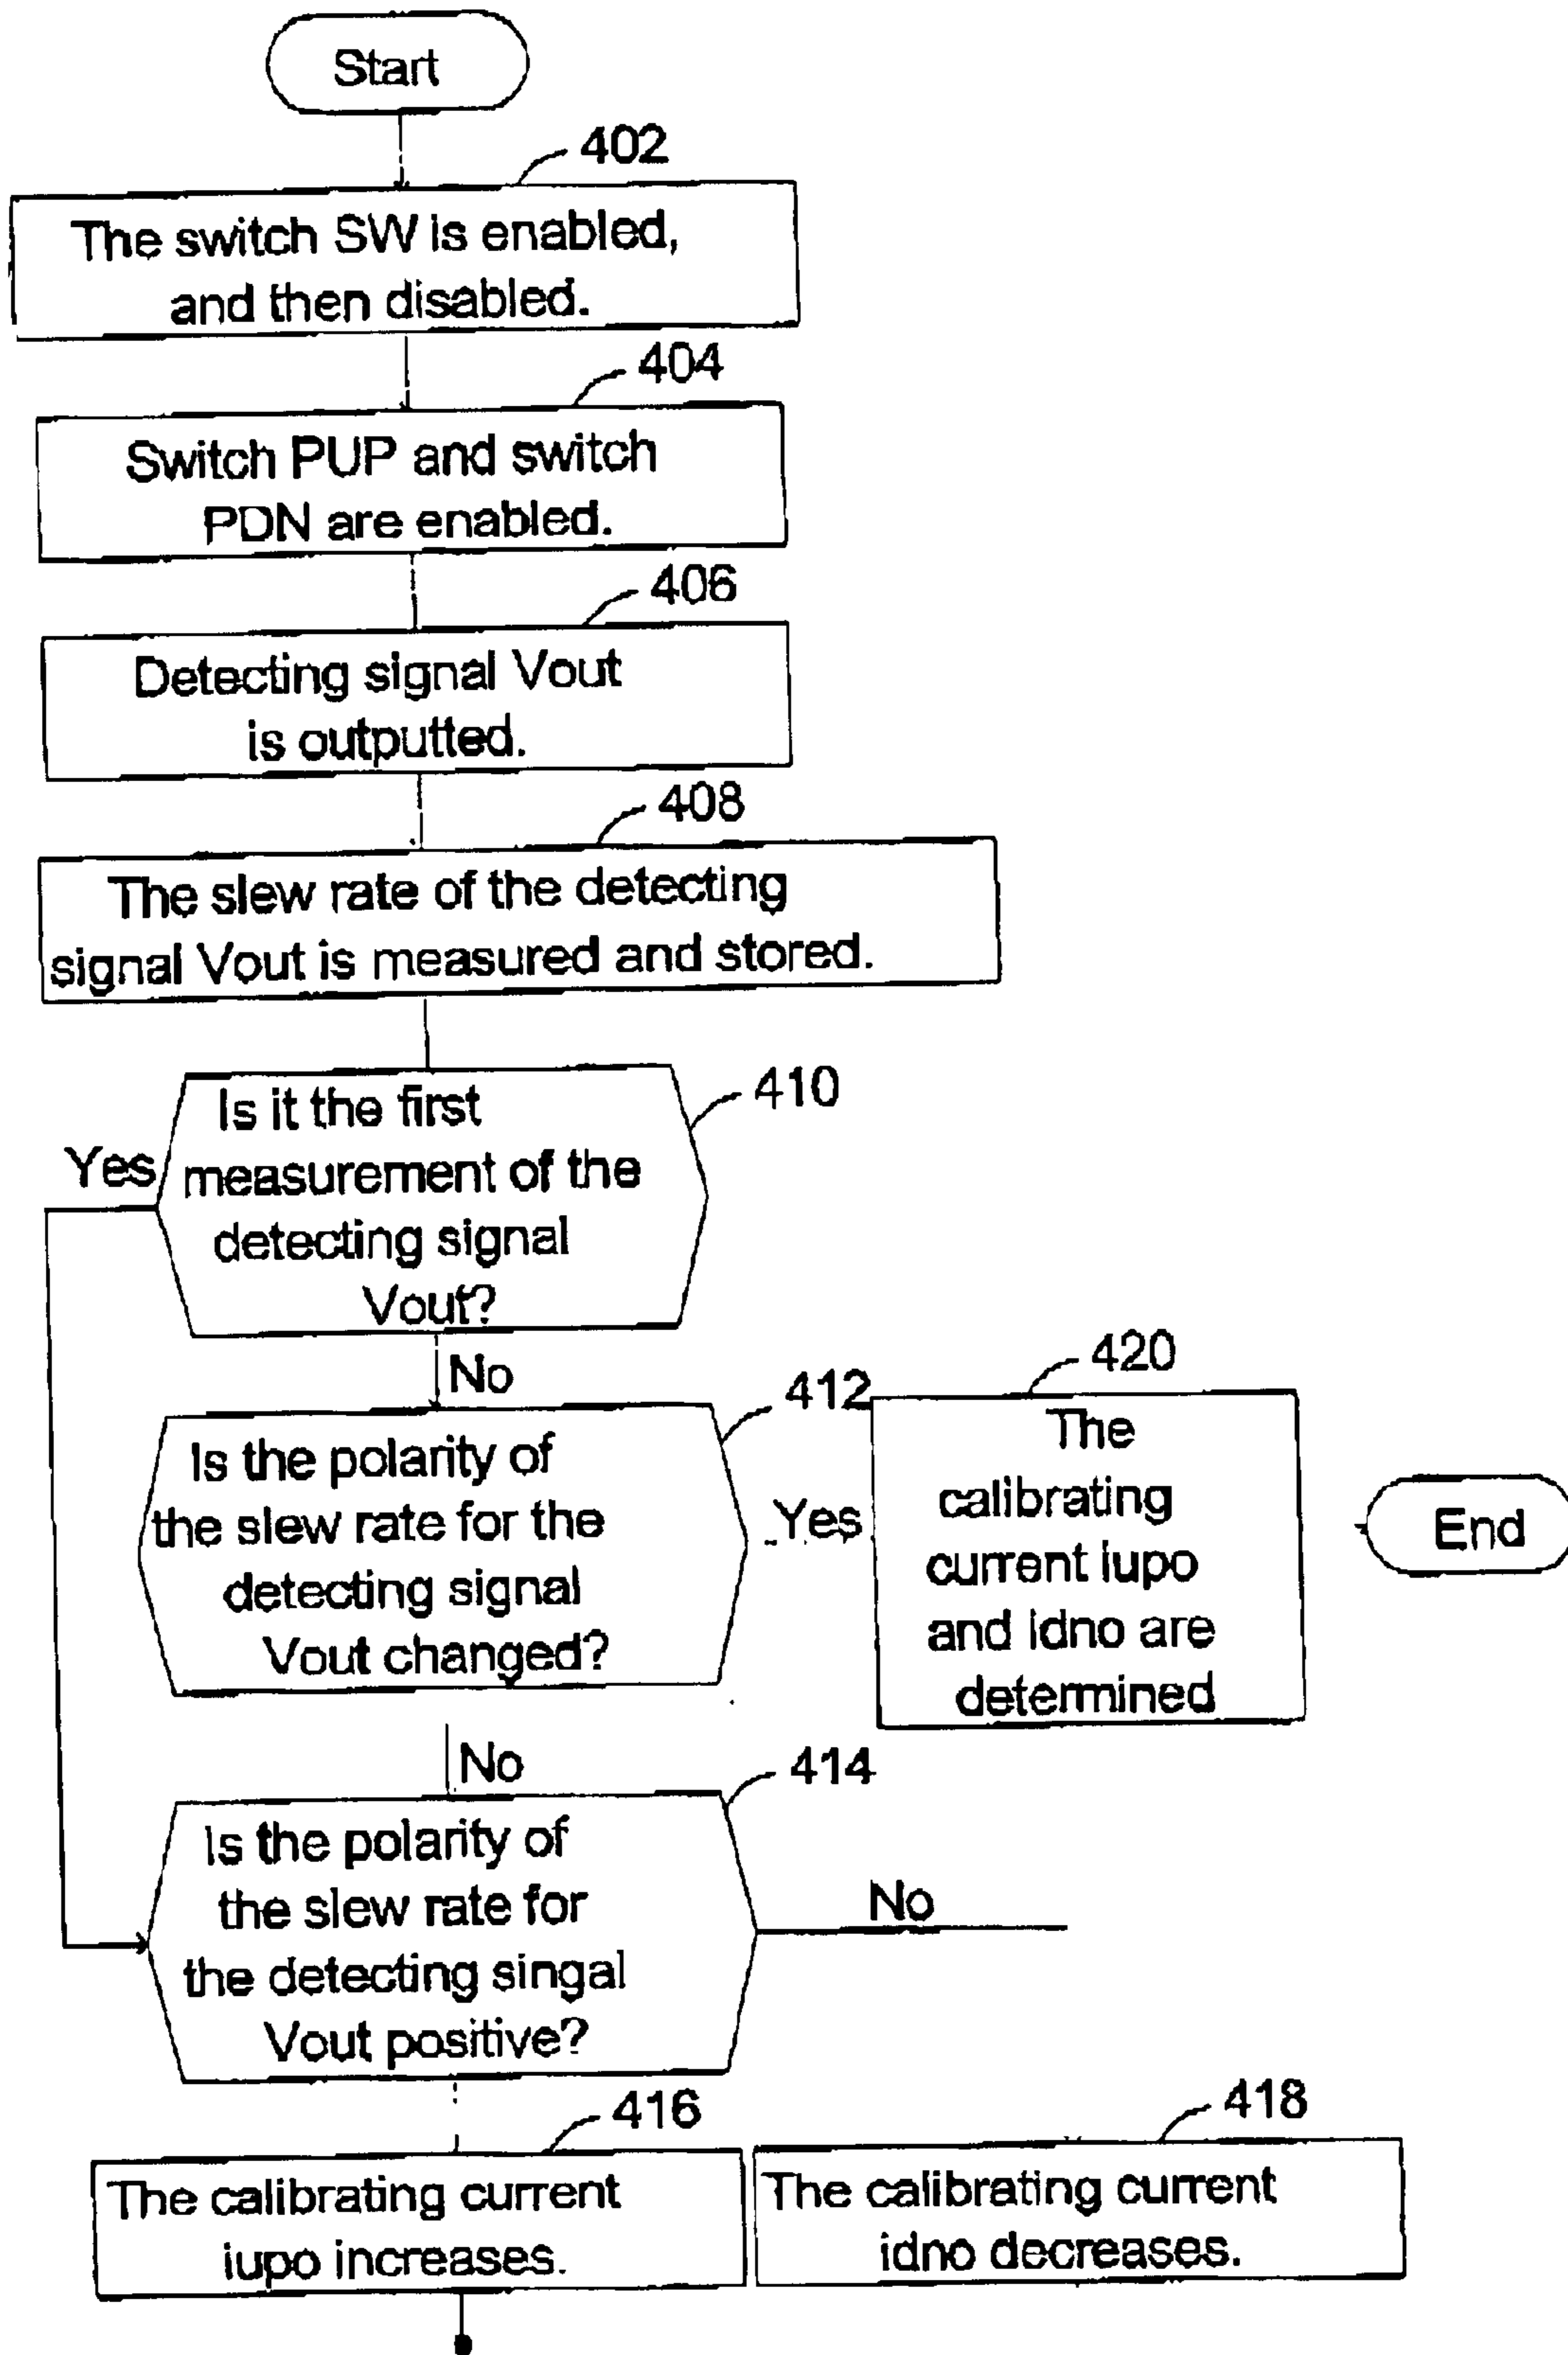 Start
402
The switch SW is enabled,
and then disabled.
404
Switch PUP and switch
PDN are enabled.
406
Detecting signal Vout
is outputted.
408
The slew rate of the detecting
signal Vout is measured and stored.
410
Is it the first
measurement of the
detecting signal
Vout?
Yes
No
412
Is the polarity of
the slew rate for the
detecting signal
Vout changed?
Yes
420
The
calibrating
current iupo
and idno are
determined
End
No
414
Is the polarity of
the slew rate for
the detecting singal
Vout positive?
No
416
The calibrating current
iupo increases.
418
The calibrating current
idno decreases.